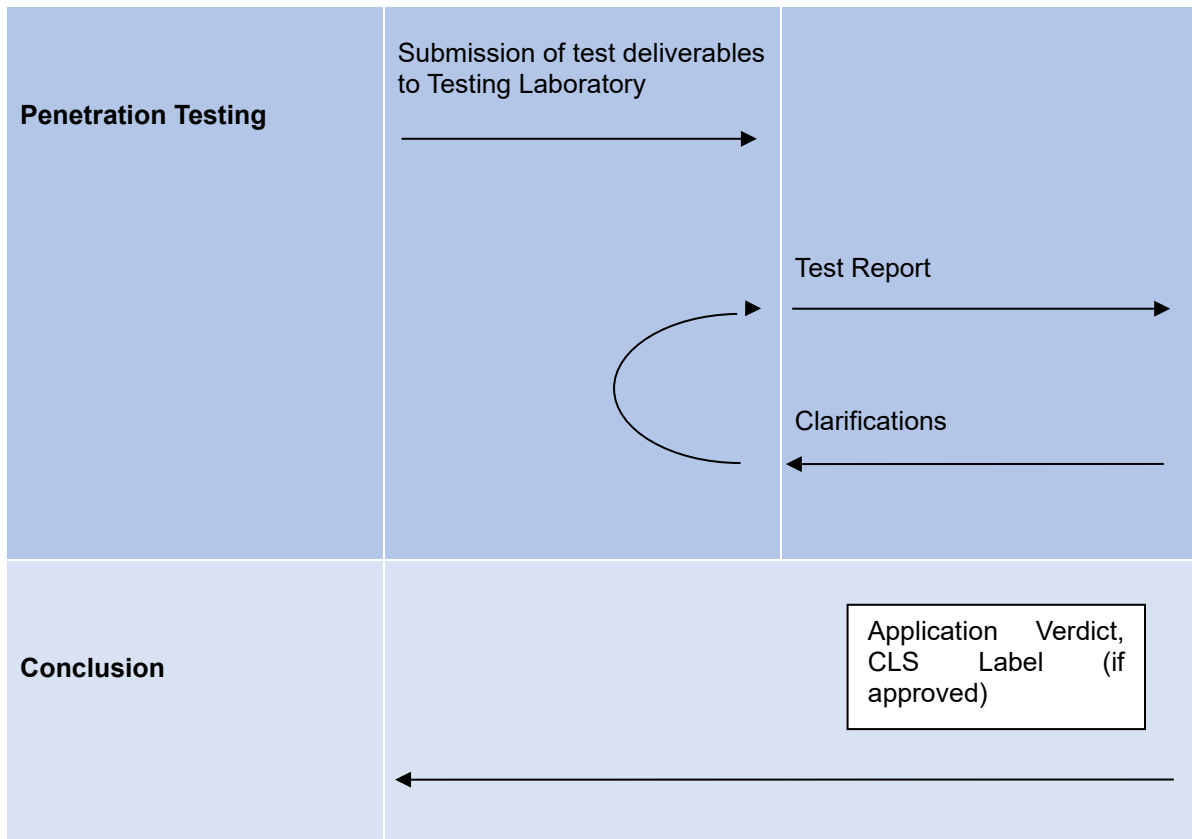 Submission of test deliverables
to Testing Laboratory
Penetration Testing
Test Report
Clarifications
Application Verdict,
CLS Label (if
approved)
Conclusion